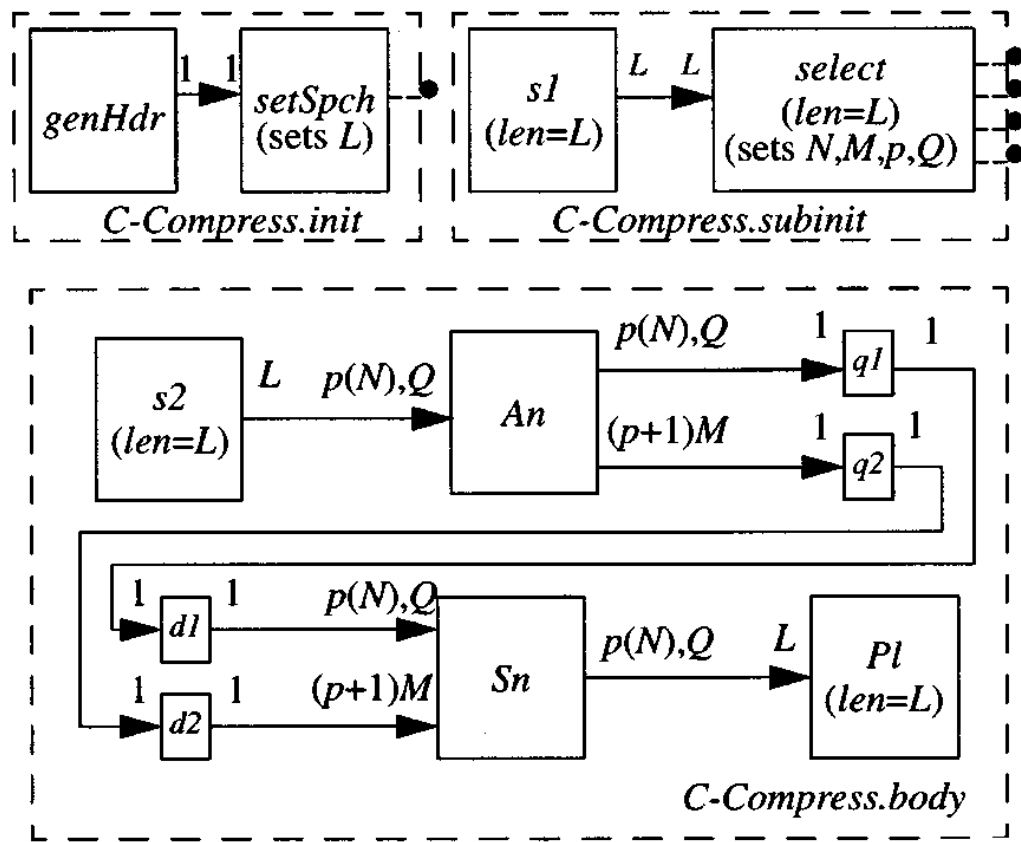 1 1
genHdr
setSpch
(sets L)
C-Compress.init
s1
(len=L)
L L
select
(len=L)
(sets N,M,p,Q)
C-Compress.subinit
s2
(len=L)
L p(N),Q
An
p(N),Q 1 1
q1
(p+1)M 1 1
q2
1 1 p(N),Q
d1
1 1 (p+1)M
d2
Sn
p(N),Q L
Pl
(len=L)
C-Compress.body